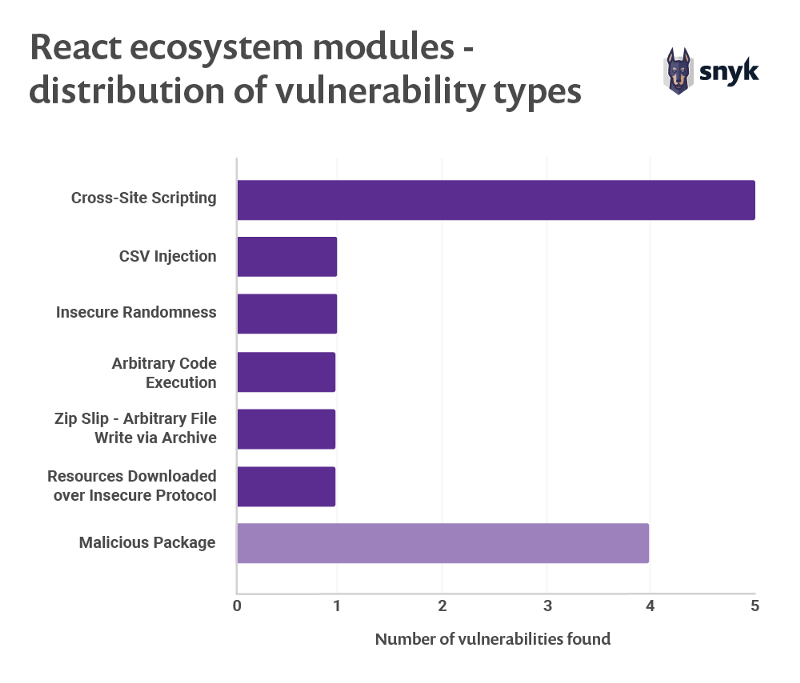 React ecosystem modules -
distribution of vulnerability types
snyk
Cross-Site Scripting
CSV Injection
Insecure Randomness
Arbitrary Code
Execution
Zip Slip - Arbitrary File
Write via Archive
Resources Downloaded
over Insecure Protocol
Malicious Package
0 1 2 3 4 5
Number of vulnerabilities found